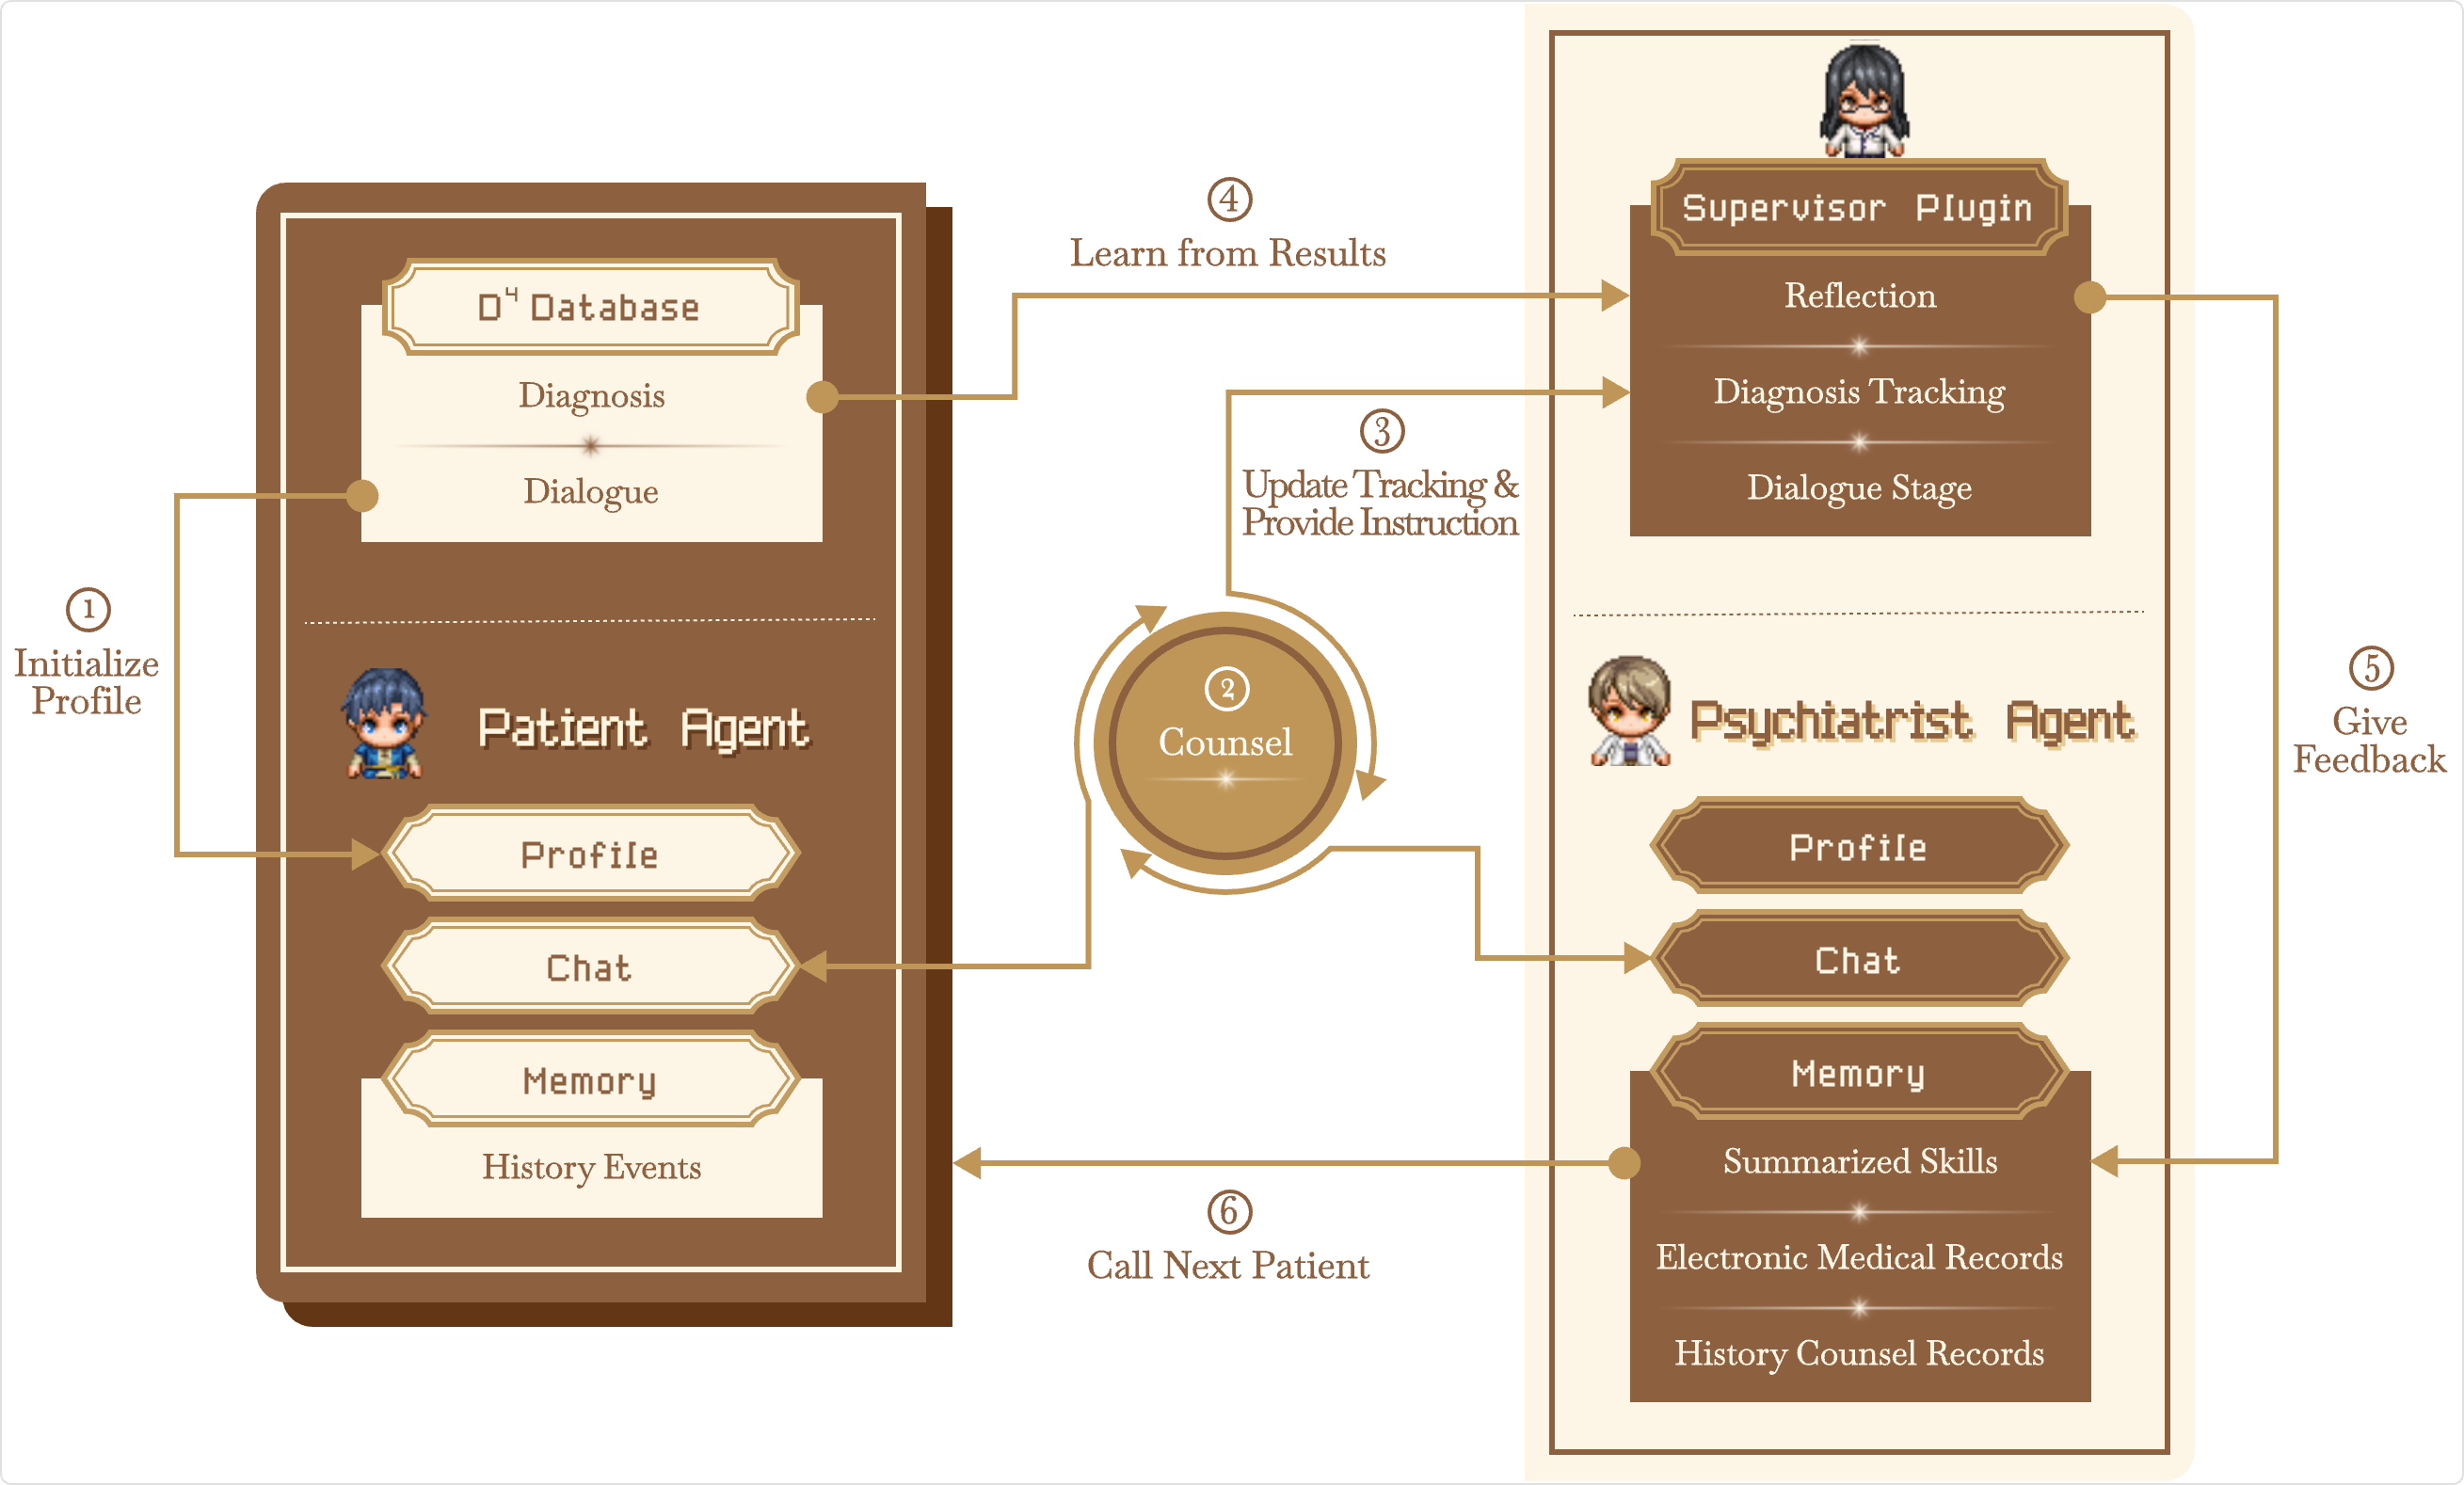 D⁴ Database
Diagnosis
Dialogue
①
Initialize
Profile
Patient Agent
Profile
Chat
Memory
History Events
④
Learn from Results
③
Update Tracking &
Provide Instruction
②
Counsel
⑥
Call Next Patient
Supervisor Plugin
Reflection
Diagnosis Tracking
Dialogue Stage
Psychiatrist Agent
Profile
Chat
Memory
Summarized Skills
Electronic Medical Records
History Counsel Records
⑤
Give
Feedback